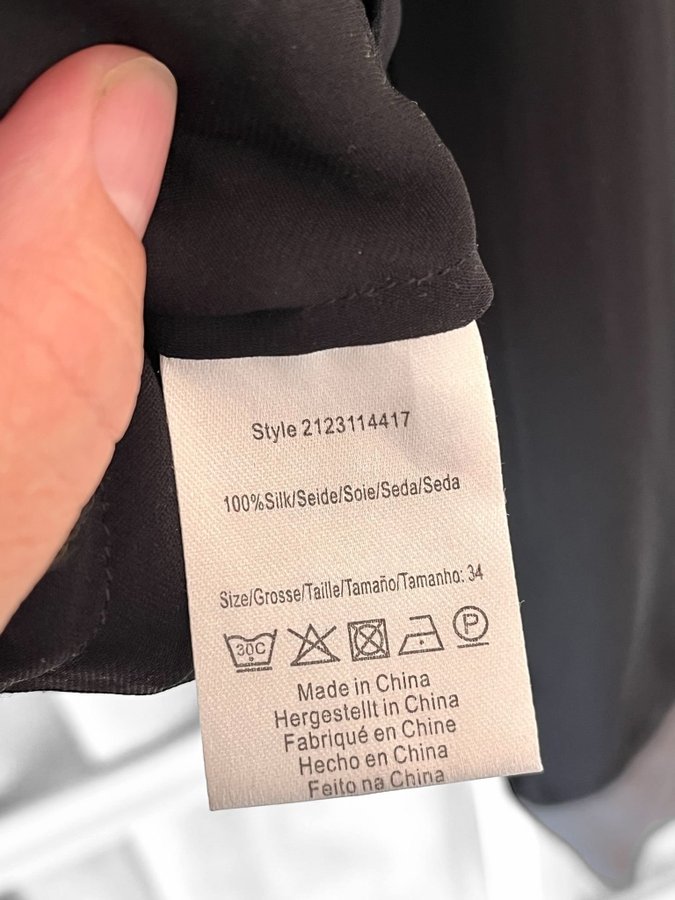 Style 2123114417
100%Silk/Seide/Soie/Seda/Seda
Size/Grosse/Taille/Tamaño/Tamanho: 34
30C P
Made in China
Hergestellt in China
Fabriqué en Chine
Hecho en China
Feito na China